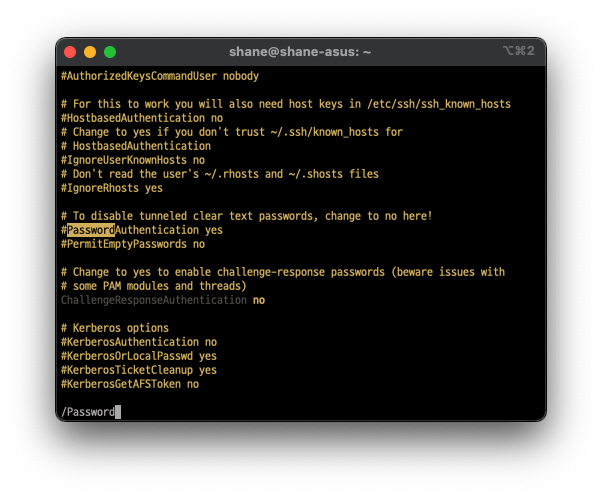 shane@shane-asus: ~
⌥⌘2
#AuthorizedKeysCommandUser nobody
# For this to work you will also need host keys in /etc/ssh/ssh_known_hosts
#HostbasedAuthentication no
# Change to yes if you don't trust ~/.ssh/known_hosts for
# HostbasedAuthentication
#IgnoreUserKnownHosts no
# Don't read the user's ~/.rhosts and ~/.shosts files
#IgnoreRhosts yes
# To disable tunneled clear text passwords, change to no here!
#PasswordAuthentication yes
#PermitEmptyPasswords no
# Change to yes to enable challenge-response passwords (beware issues with
# some PAM modules and threads)
ChallengeResponseAuthentication no
# Kerberos options
#KerberosAuthentication no
#KerberosOrLocalPasswd yes
#KerberosTicketCleanup yes
#KerberosGetAFSToken no
/Password